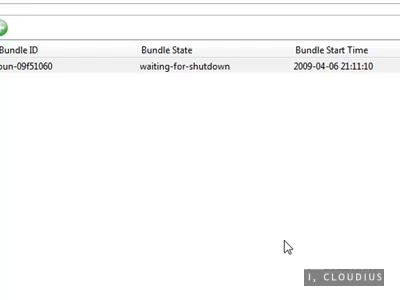 Bundle ID Bundle State Bundle Start Time
bun-09f51060 waiting-for-shutdown 2009-04-06 21:11:10
I, CLOUDIUS